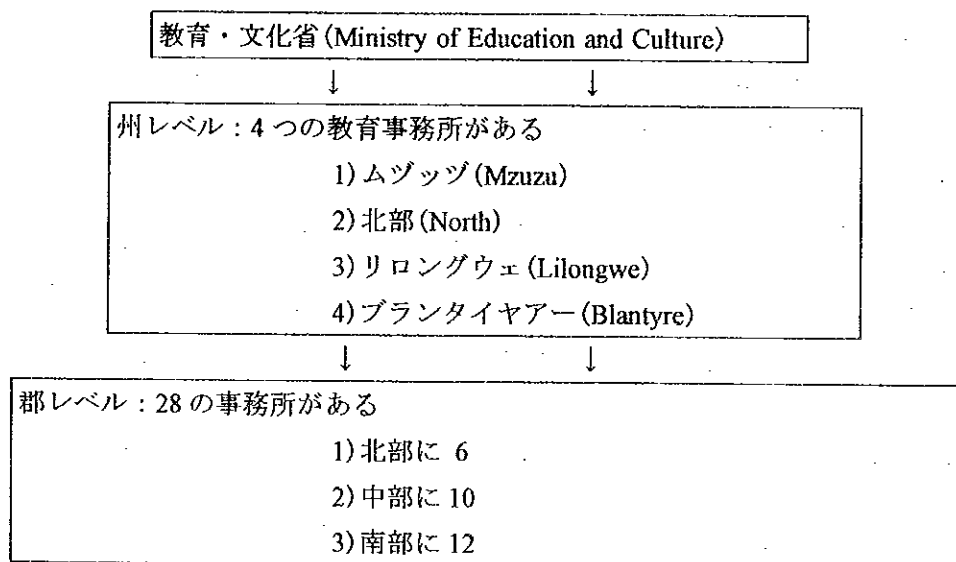 教育・文化省(Ministry of Education and Culture)
↓ ↓
州レベル：4つの教育事務所がある
1)ムヅッヅ(Mzuzu)
2)北部(North)
3)リロングウェ(Lilongwe)
4)ブランタイヤアー(Blantyre)
↓ ↓
郡レベル：28の事務所がある
1)北部に 6
2)中部に 10
3)南部に 12